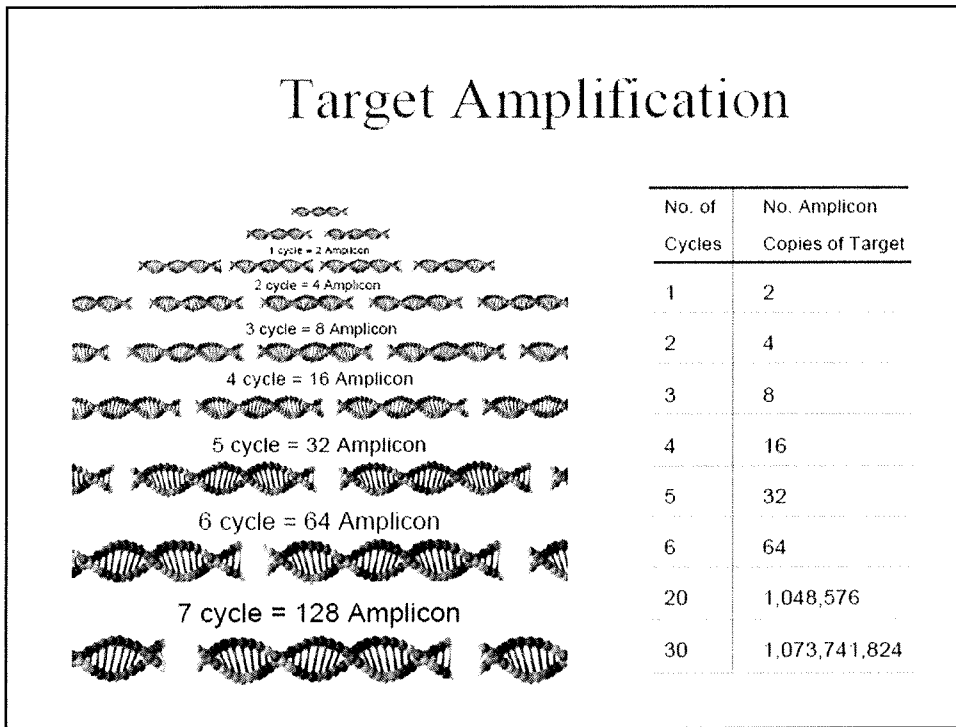 Target Amplification
1 cycle = 2 Amplicon
2 cycle = 4 Amplicon
3 cycle = 8 Amplicon
4 cycle = 16 Amplicon
5 cycle = 32 Amplicon
6 cycle = 64 Amplicon
7 cycle = 128 Amplicon
No. of Cycles No. Amplicon Copies of Target
1 2
2 4
3 8
4 16
5 32
6 64
20 1,048,576
30 1,073,741,824